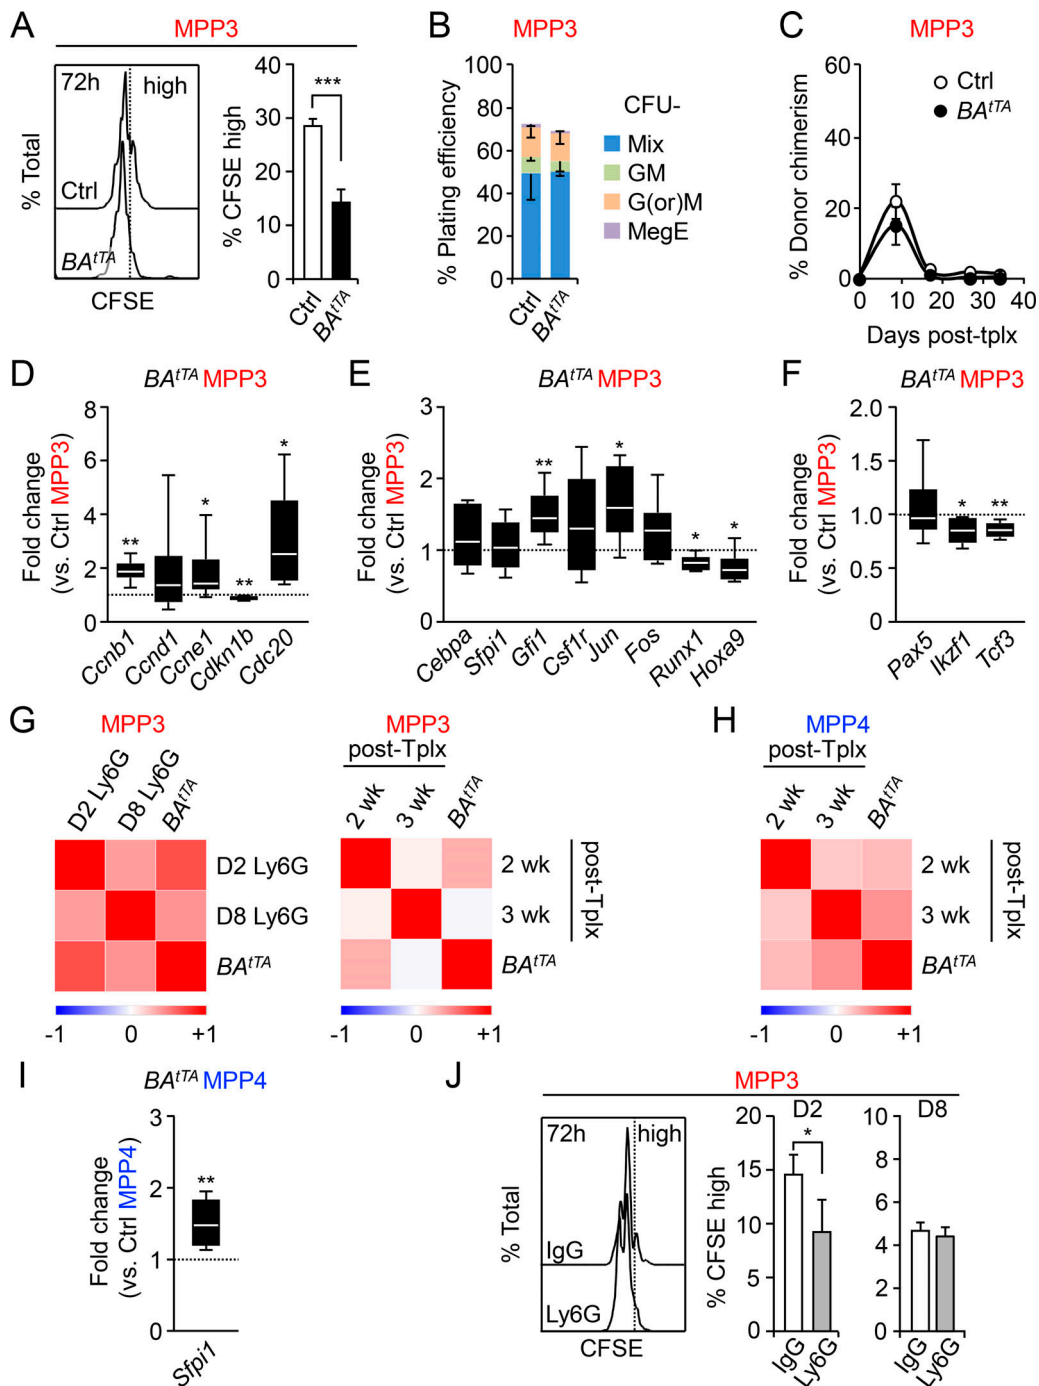 A
MPP3
72h
high
% Total
Ctrl
BAtTA
CFSE
% CFSE high
40
30
20
10
0
***
Ctrl
BAtTA
B
MPP3
% Plating efficiency
100
80
60
40
20
0
Ctrl
BAtTA
CFU-
Mix
GM
G(or)M
MegE
C
MPP3
% Donor chimerism
60
40
20
0
Ctrl
BAtTA
0 10 20 30 40
Days post-tplx
D
BAtTA MPP3
Fold change
(vs. Ctrl MPP3)
8
6
4
2
0
** * ** *
Ccnb1
Ccnd1
Ccne1
Cdkn1b
Cdc20
E
BAtTA MPP3
Fold change
(vs. Ctrl MPP3)
3
2
1
0
** * * *
Cebpa
Sfpi1
Gfi1
Csf1r
Jun
Fos
Runx1
Hoxa9
F
BAtTA MPP3
Fold change
(vs. Ctrl MPP3)
2.0
1.5
1.0
0.5
0
* **
Pax5
Ikzf1
Tcf3
G
MPP3
D2 Ly6G
D8 Ly6G
BAtTA
D2 Ly6G
D8 Ly6G
BAtTA
-1 0 +1
MPP3
post-Tplx
2 wk
3 wk
BAtTA
2 wk
3 wk
post-Tplx
BAtTA
-1 0 +1
H
MPP4
post-Tplx
2 wk
3 wk
BAtTA
2 wk
3 wk
post-Tplx
BAtTA
-1 0 +1
I
BAtTA MPP4
Fold change
(vs. Ctrl MPP4)
3
2
1
0
**
Sfpi1
J
MPP3
72h
high
% Total
IgG
Ly6G
CFSE
% CFSE high
D2
20
15
10
5
0
*
IgG
Ly6G
D8
10
8
6
4
2
0
IgG
Ly6G